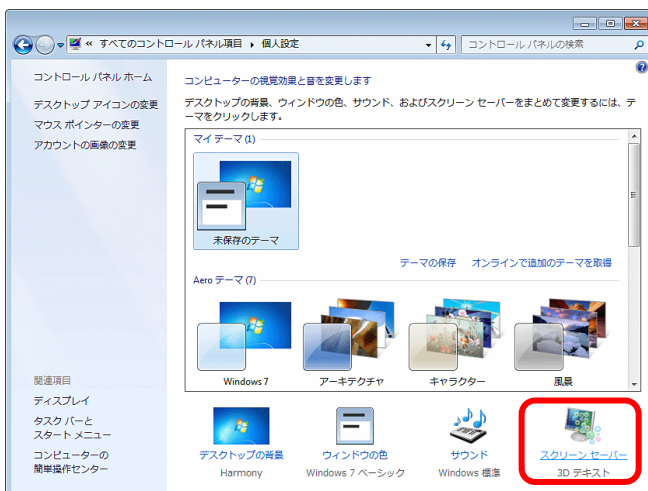 « すべてのコントロール パネル項目 ▸ 個人設定
コントロール パネルの検索
コントロール パネル ホーム
デスクトップ アイコンの変更
マウス ポインターの変更
アカウントの画像の変更
コンピューターの視覚効果と音を変更します
デスクトップの背景、ウィンドウの色、サウンド、およびスクリーン セーバーをまとめて変更するには、テ
ーマをクリックします。
マイ テーマ (1)
未保存のテーマ
テーマの保存 オンラインで追加のテーマを取得
Aero テーマ (7)
Windows 7 アーキテクチャ キャラクター 風景
関連項目
ディスプレイ
タスク バーと
スタート メニュー
コンピューターの
簡単操作センター
デスクトップの背景 ウィンドウの色 サウンド スクリーン セーバー
Harmony Windows 7 ベーシック Windows 標準 3D テキスト